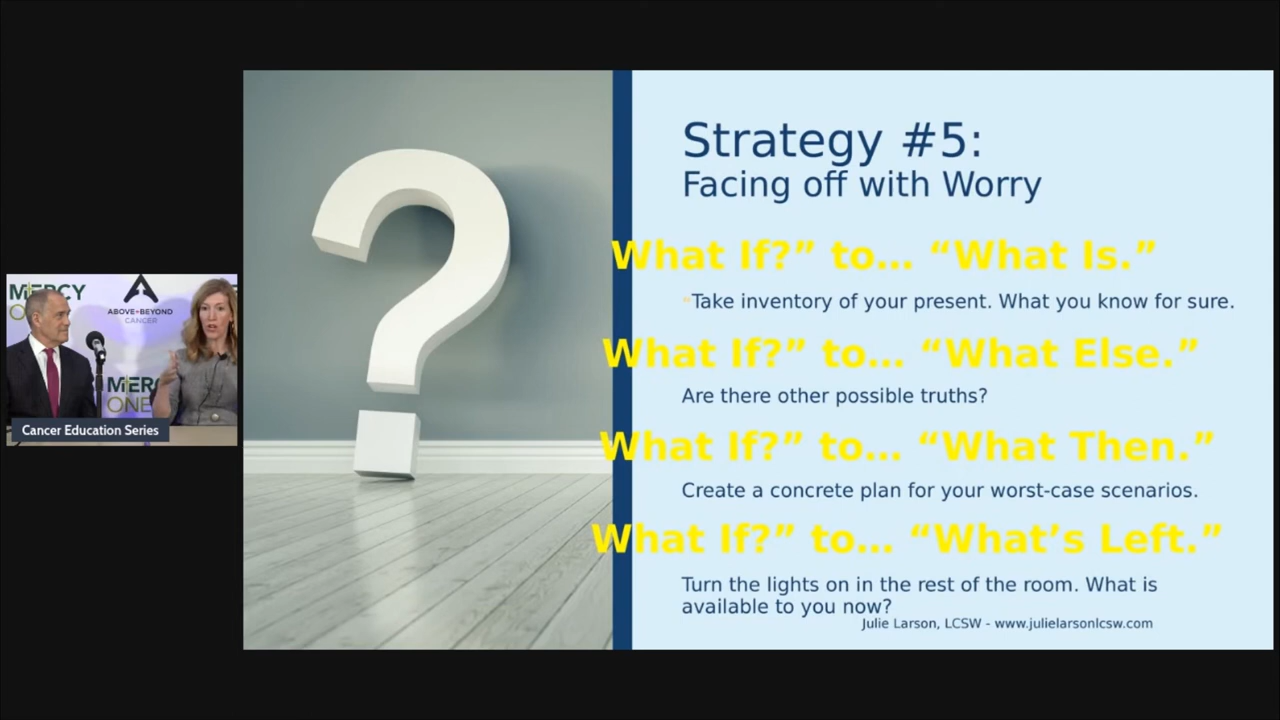 Strategy #5:
Facing off with Worry
What If?” to... “What Is.”
Take inventory of your present. What you know for sure.
What If?” to... “What Else.”
Are there other possible truths?
What If?” to... “What Then.”
Create a concrete plan for your worst-case scenarios.
What If?” to... “What’s Left.”
Turn the lights on in the rest of the room. What is
available to you now?
Julie Larson, LCSW - www.julielarsonlcsw.com
MERCY
ABOVE+BEYOND
CANCER
MERC
ONE
Cancer Education Series